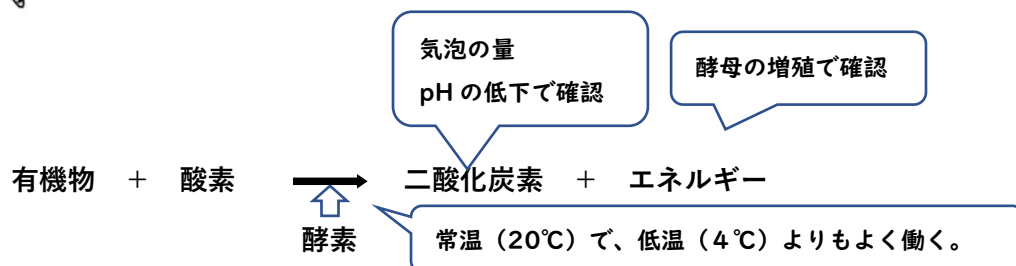 気泡の量
pH の低下で確認
酵母の増殖で確認
有機物 + 酸素 二酸化炭素 + エネルギー
酵素
常温（20℃）で、低温（4℃）よりもよく働く。